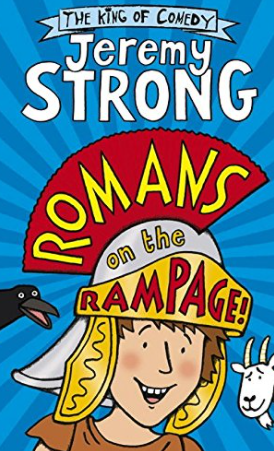 THE KING OF COMEDY
Jeremy
STRONG
ROMANS
on the
RAMPAGE!